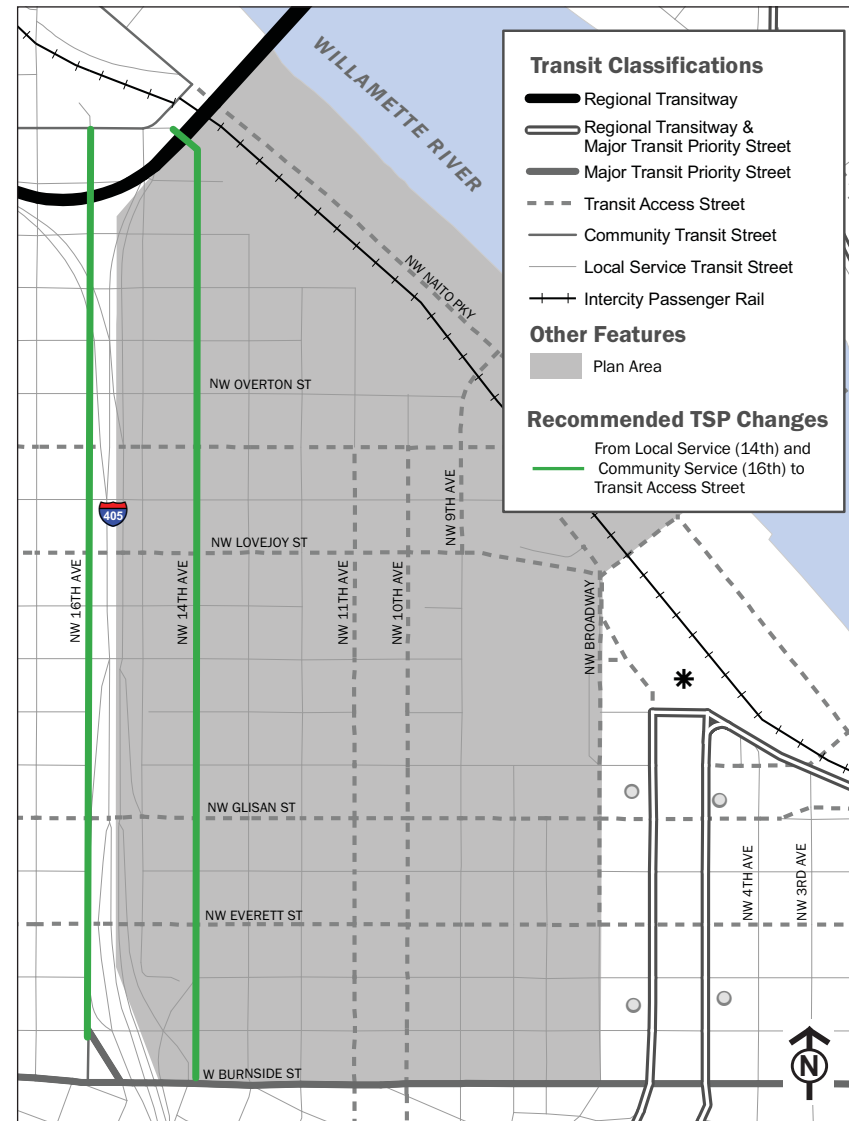 WILLAMETTE RIVER
Transit Classifications
Regional Transitway
Regional Transitway &
Major Transit Priority Street
Major Transit Priority Street
Transit Access Street
Community Transit Street
Local Service Transit Street
Intercity Passenger Rail
Other Features
Plan Area
Recommended TSP Changes
From Local Service (14th) and
Community Service (16th) to
Transit Access Street
NW NAITO PKY
NW OVERTON ST
NW 9TH AVE
405
NW LOVEJOY ST
NW 16TH AVE
NW 14TH AVE
NW 11TH AVE
NW 10TH AVE
NW BROADWAY
NW GLISAN ST
NW 4TH AVE
NW 3RD AVE
NW EVERETT ST
W BURNSIDE ST
N